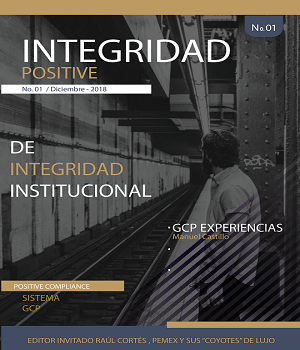 No.01
INTEGRIDAD
POSITIVE
No. 01 / Diciembre - 2018
DE
INTEGRIDAD
INSTITUCIONAL
GCP EXPERIENCIAS
Manuel Castillo
POSITIVE COMPLIANCE
SISTEMA
GCP
EDITOR INVITADO RAÚL CORTÉS , PEMEX Y SUS "COYOTES" DE LUJO